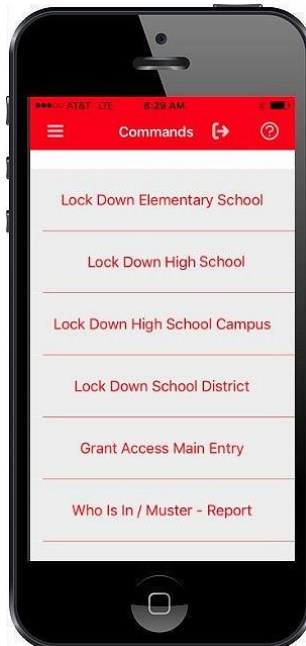 AT&T LTE 8:29 AM
Commands
Lock Down Elementary School
Lock Down High School
Lock Down High School Campus
Lock Down School District
Grant Access Main Entry
Who Is In / Muster - Report